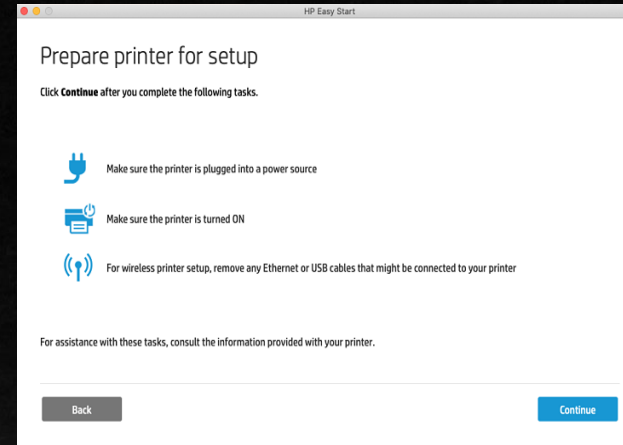 HP Easy Start
Prepare printer for setup
Click Continue after you complete the following tasks.
Make sure the printer is plugged into a power source
Make sure the printer is turned ON
For wireless printer setup, remove any Ethernet or USB cables that might be connected to your printer
For assistance with these tasks, consult the information provided with your printer.
Back
Continue